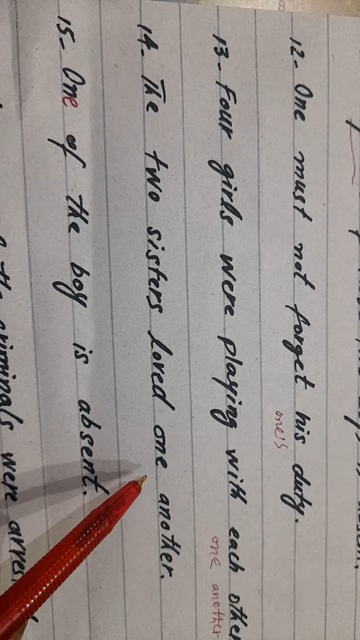 12- One must not forget his duty.
one's
13- Four girls were playing with each other
one another
14. The two sisters loved one another.
15- One of the boy is absent.
the criminals were